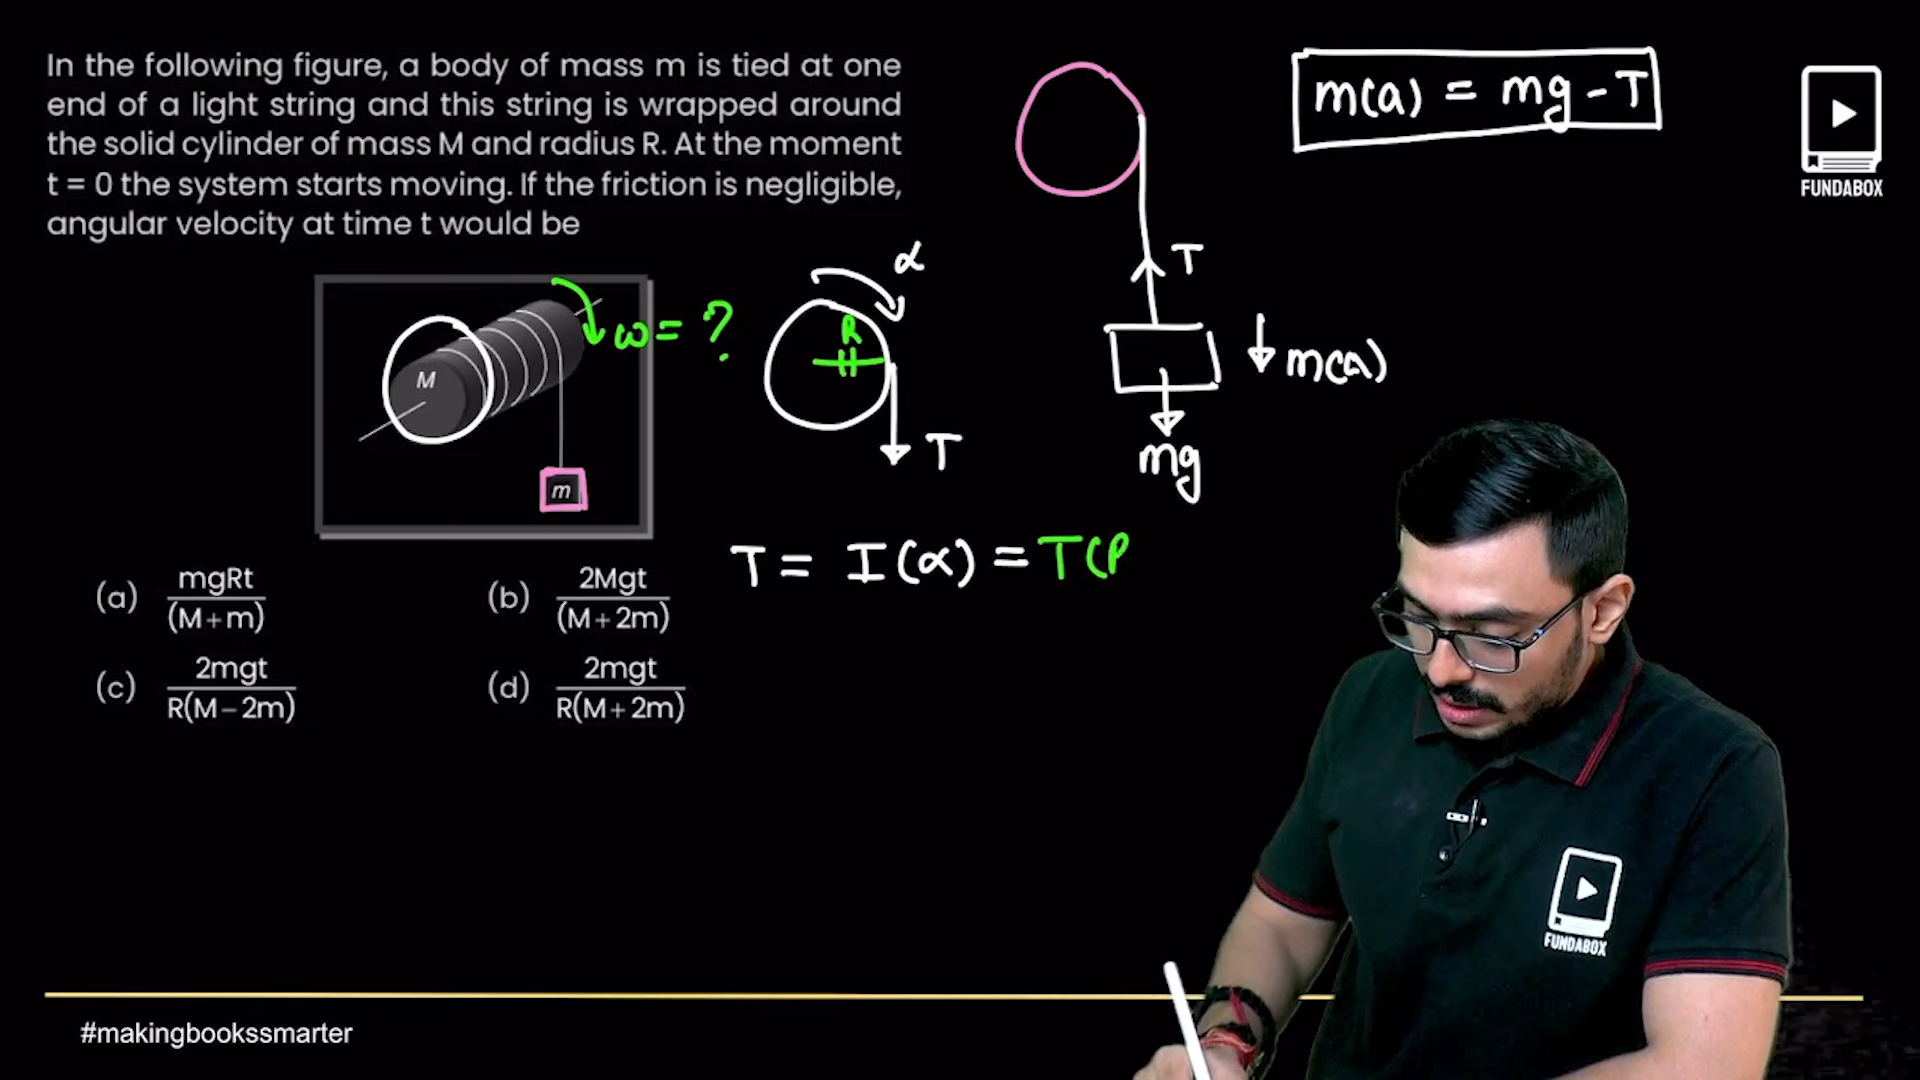 In the following figure, a body of mass m is tied at one
end of a light string and this string is wrapped around
the solid cylinder of mass M and radius R. At the moment
t = 0 the system starts moving. If the friction is negligible,
angular velocity at time t would be
m(a) = mg - T
FUNDABOX
M
m
ω = ?
α
R
T
T
m(a)
mg
T = I(α) = T(R
(a) mgRt / (M + m)
(b) 2Mgt / (M + 2m)
(c) 2mgt / R(M – 2m)
(d) 2mgt / R(M + 2m)
FUNDABOX
#makingbookssmarter